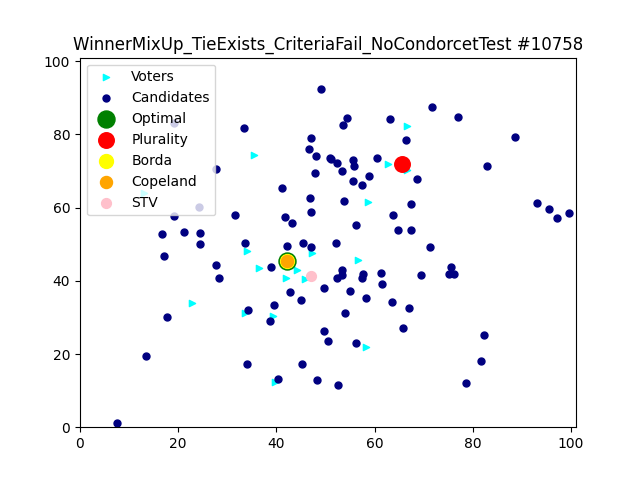 WinnerMixUp_TieExists_CriteriaFail_NoCondorcetTest #10758
100
80
60
40
20
0
Voters
Candidates
Optimal
Plurality
Borda
Copeland
STV
0
20
40
60
80
100